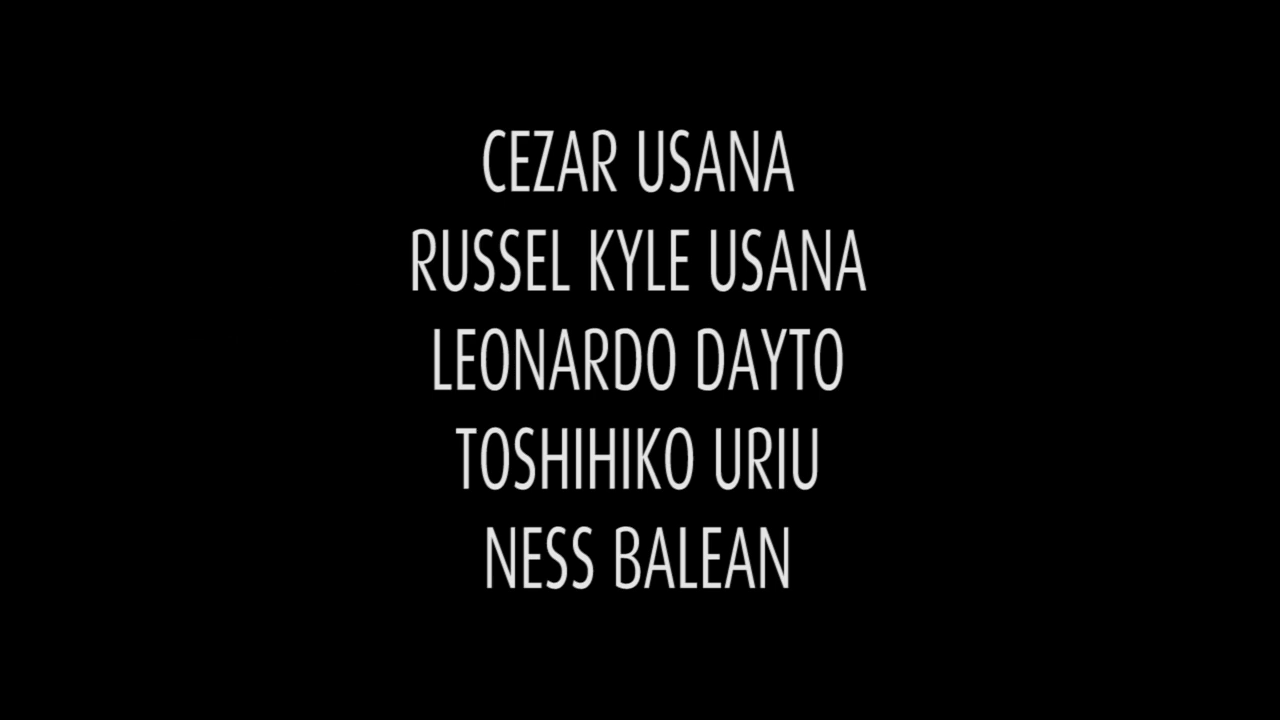 CEZAR USANA
RUSSEL KYLE USANA
LEONARDO DAYTO
TOSHIHIKO URIU
NESS BALEAN